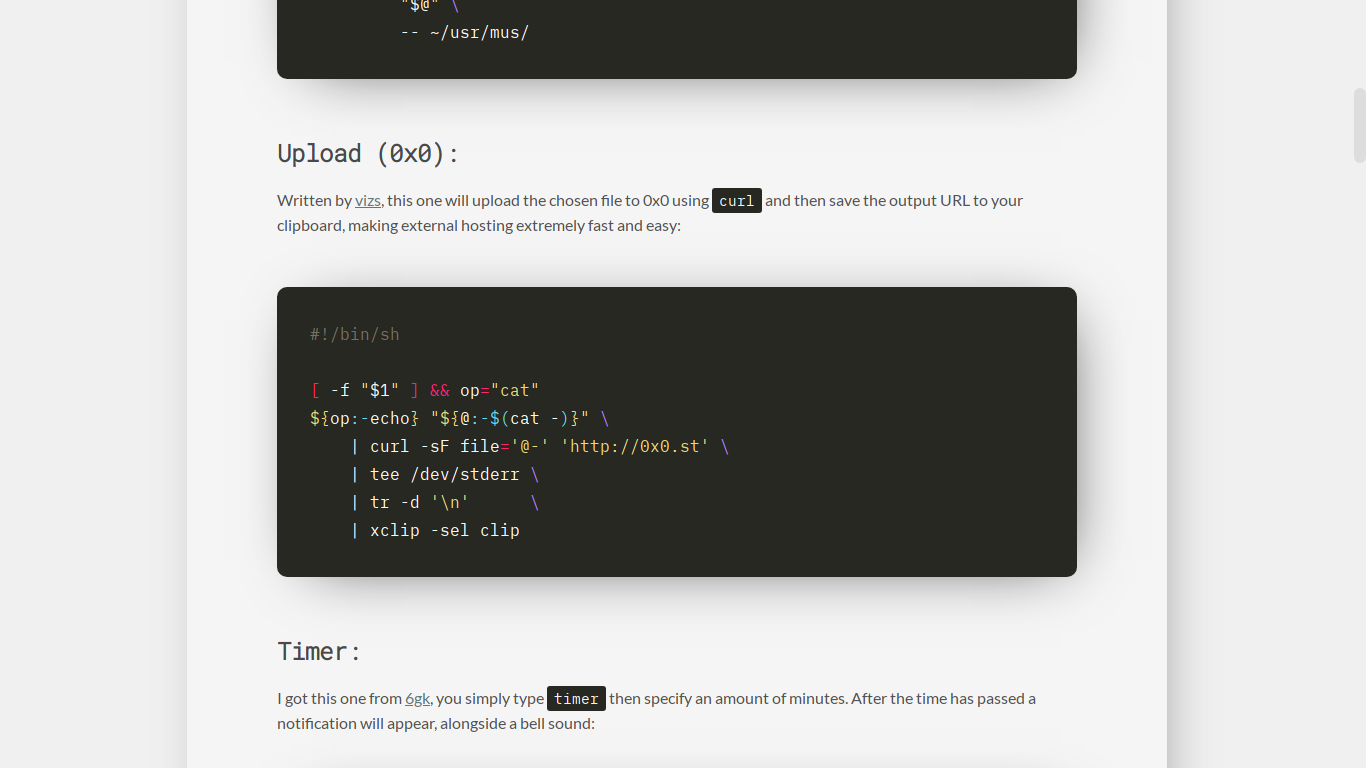 "$@" \
-- ~/usr/mus/
Upload (0x0):
Written by vizs, this one will upload the chosen file to 0x0 using curl and then save the output URL to your
clipboard, making external hosting extremely fast and easy:
#!/bin/sh
[ -f "$1" ] && op="cat"
${op:-echo} "${@:-$(cat -)}" \
| curl -sF file='@-' 'http://0x0.st' \
| tee /dev/stderr \
| tr -d '\n' \
| xclip -sel clip
Timer:
I got this one from 6gk, you simply type timer then specify an amount of minutes. After the time has passed a
notification will appear, alongside a bell sound: